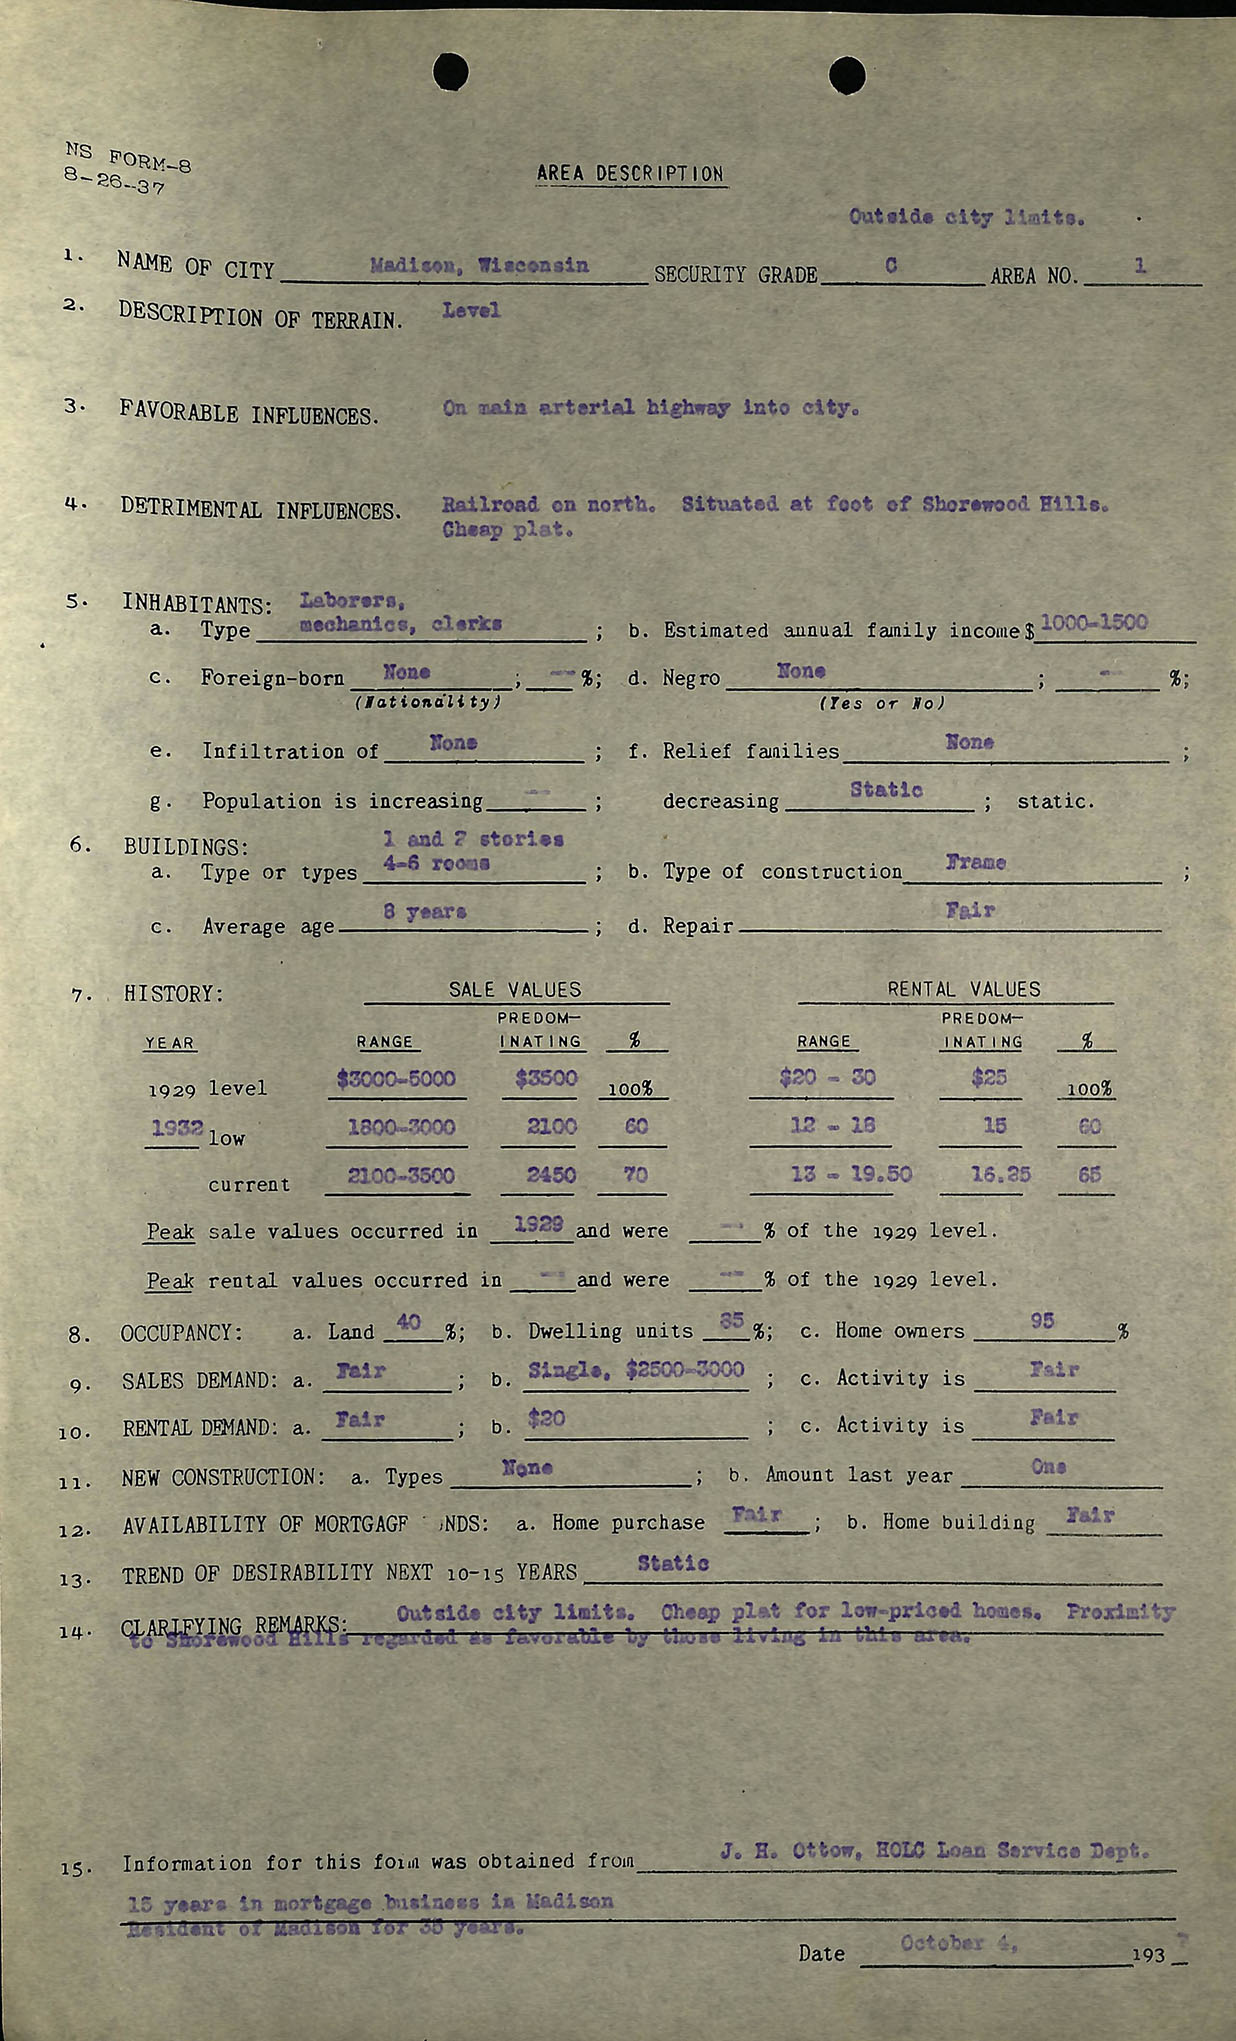 NS FORM-8
8-26-37
AREA DESCRIPTION
Outside city limits.
1. NAME OF CITY Madison, Wisconsin SECURITY GRADE C AREA NO. 1
2. DESCRIPTION OF TERRAIN. Level
3. FAVORABLE INFLUENCES. On main arterial highway into city.
4. DETRIMENTAL INFLUENCES. Railroad on north. Situated at foot of Shorewood Hills.
Cheap plat.
5. INHABITANTS: Laborers,
a. Type mechanics, clerks ; b. Estimated annual family income $ 1000-1500
c. Foreign-born None ; -- %; d. Negro None ; -- %;
(Nationality) (Yes or No)
e. Infiltration of None ; f. Relief families None ;
g. Population is increasing -- ; decreasing Static ; static.
6. BUILDINGS: 1 and 2 stories
a. Type or types 4-6 rooms ; b. Type of construction Frame ;
c. Average age 8 years ; d. Repair Fair
7. HISTORY: SALE VALUES RENTAL VALUES
PREDOM- PREDOM-
YEAR RANGE INATING % RANGE INATING %
1929 level $3000-5000 $3500 100% $20 - 30 $25 100%
1932 low 1800-3000 2100 60 12 - 18 15 60
current 2100-3500 2450 70 13 - 19.50 16.25 65
Peak sale values occurred in 1929 and were -- % of the 1929 level.
Peak rental values occurred in -- and were -- % of the 1929 level.
8. OCCUPANCY: a. Land 40 %; b. Dwelling units %; c. Home owners 95 %
9. SALES DEMAND: a. Fair ; b. Single, $2500-3000 ; c. Activity is Fair
10. RENTAL DEMAND: a. Fair ; b. $20 ; c. Activity is Fair
11. NEW CONSTRUCTION: a. Types None ; b. Amount last year One
12. AVAILABILITY OF MORTGAGE NDS: a. Home purchase Fair ; b. Home building Fair
13. TREND OF DESIRABILITY NEXT 10-15 YEARS Static
14. CLARIFYING REMARKS: Outside city limits. Cheap plat for low-priced homes. Proximity
to Shorewood Hills regarded as favorable by those living in this area.
15. Information for this form was obtained from J. H. Ottow, HOLC Loan Service Dept.
15 years in mortgage business in Madison
Resident of Madison for 35 years.
Date October 4, 193 7